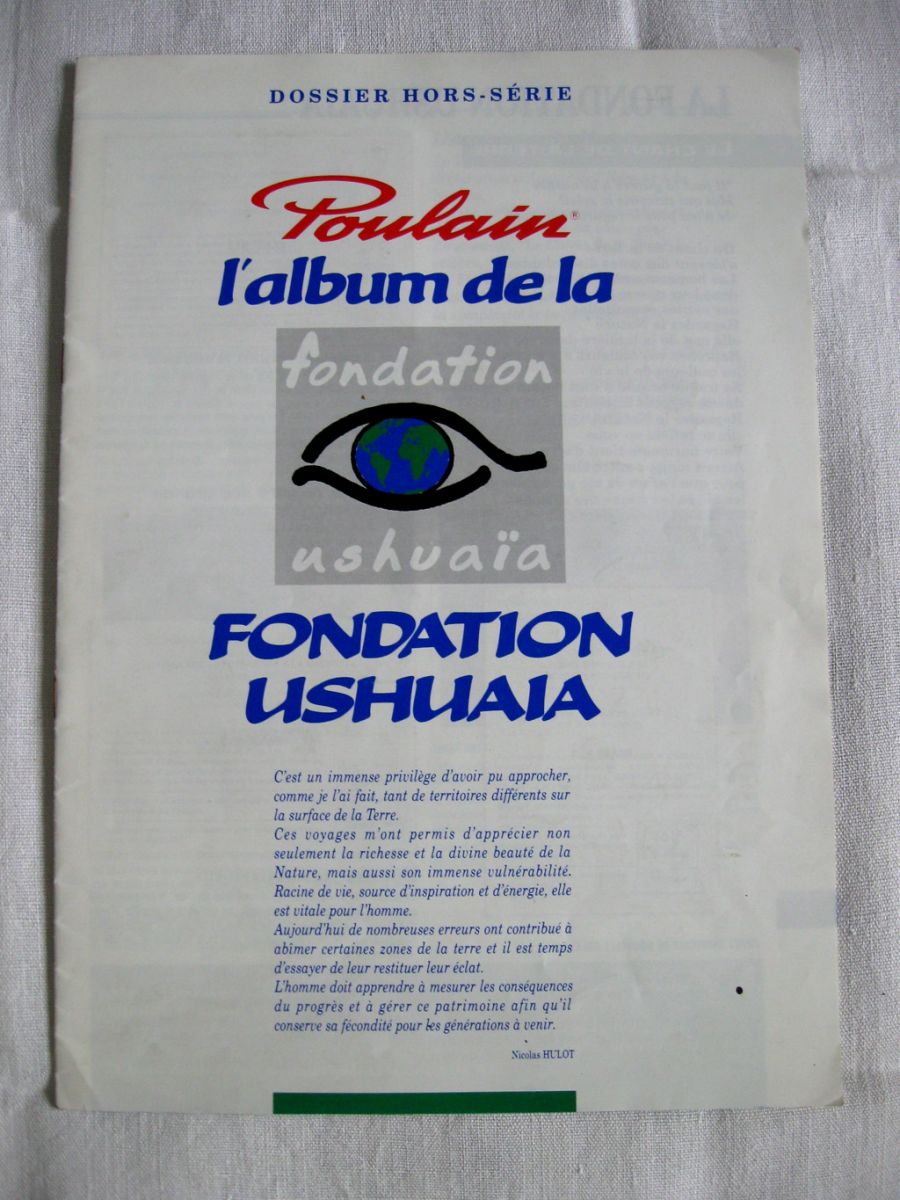 DOSSIER HORS-SÉRIE
Poulain®
l'album de la
fondation
ushuaïa
FONDATION
USHUAIA
C'est un immense privilège d'avoir pu approcher,
comme je l'ai fait, tant de territoires différents sur
la surface de la Terre.
Ces voyages m'ont permis d'apprécier non
seulement la richesse et la divine beauté de la
Nature, mais aussi son immense vulnérabilité.
Racine de vie, source d'inspiration et d'énergie, elle
est vitale pour l'homme.
Aujourd'hui de nombreuses erreurs ont contribué à
abîmer certaines zones de la terre et il est temps
d'essayer de leur restituer leur éclat.
L'homme doit apprendre à mesurer les conséquences
du progrès et à gérer ce patrimoine afin qu'il
conserve sa fécondité pour les générations à venir.
Nicolas HULOT